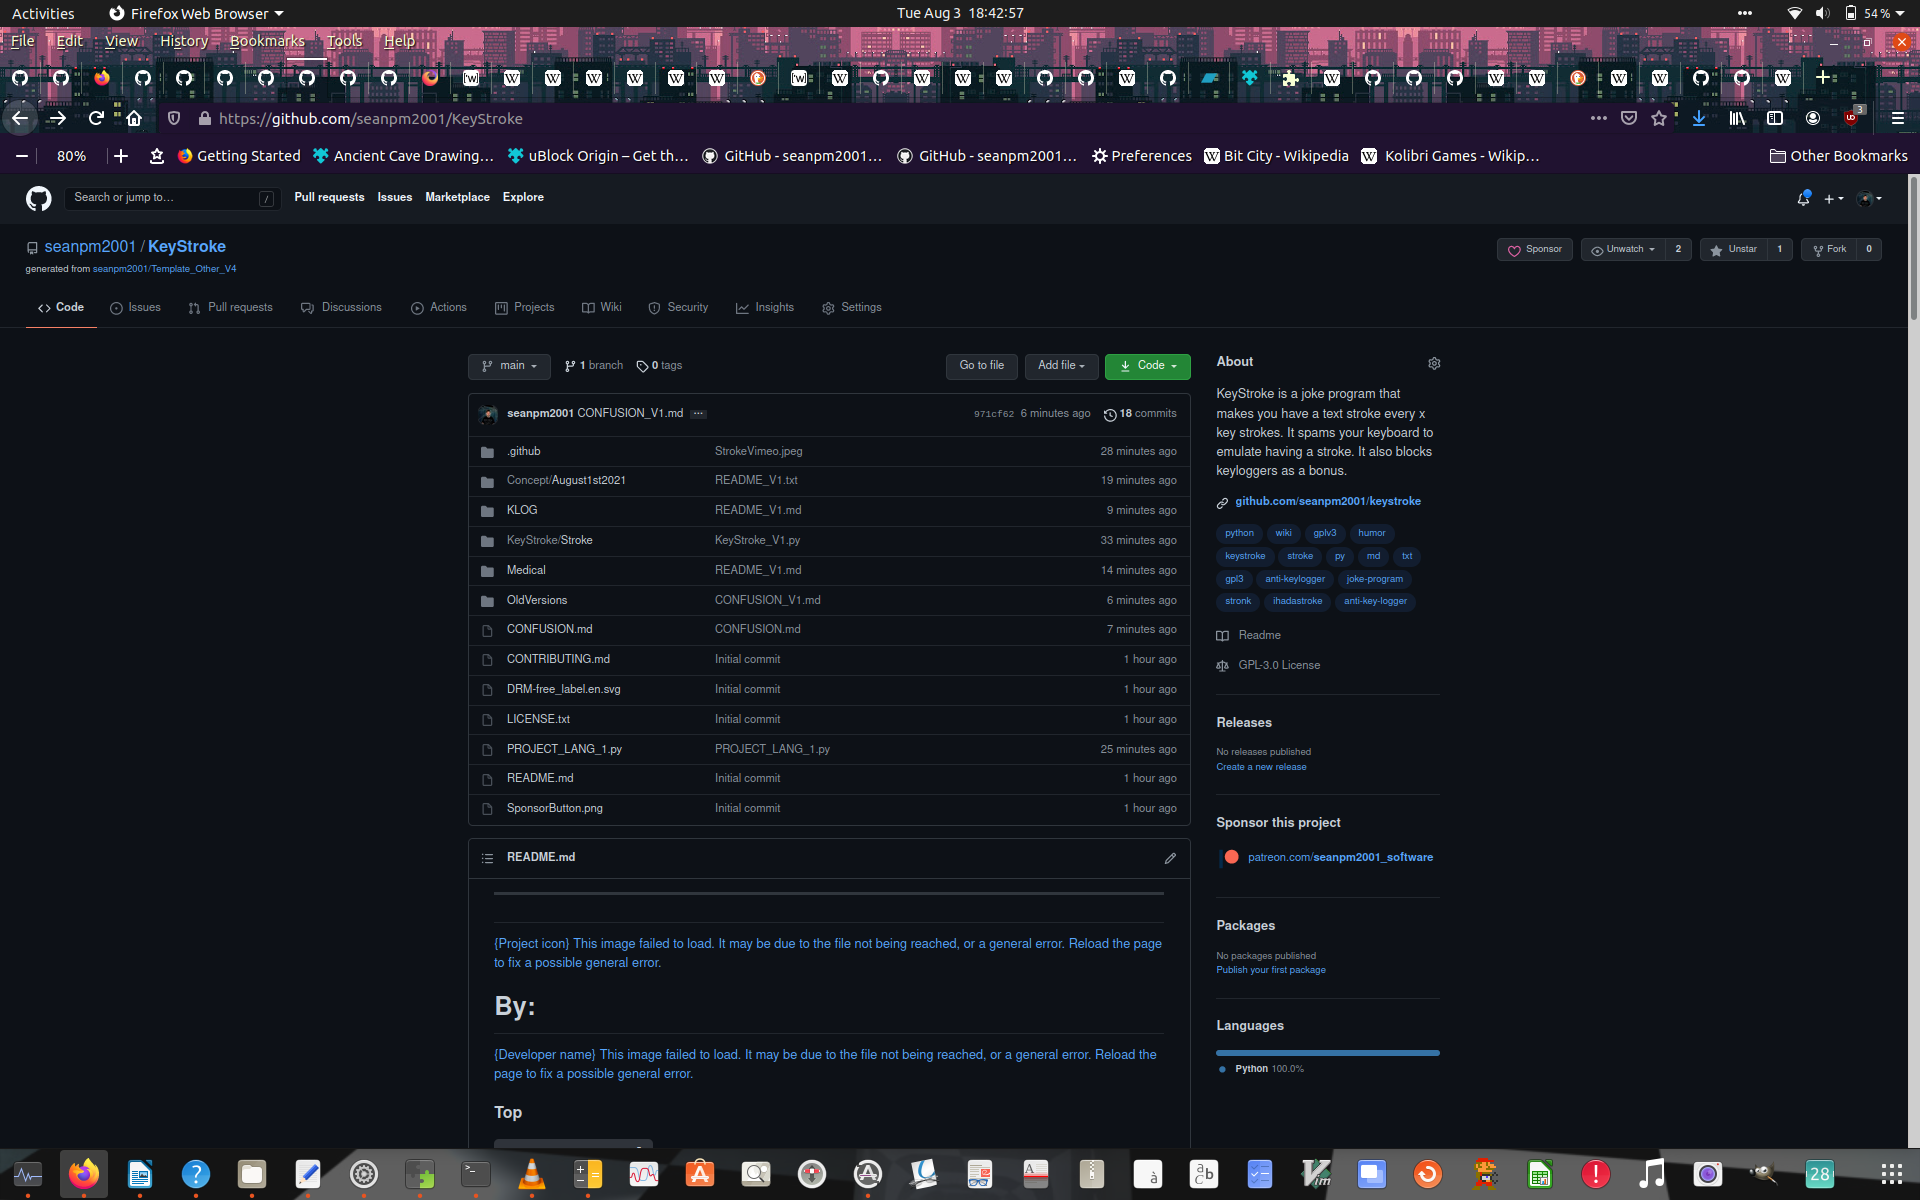 Activities
Firefox Web Browser
Tue Aug 3 18:42:57
54 %
File Edit View History Bookmarks Tools Help
https://github.com/seanpm2001/KeyStroke
3
80%
Getting Started
Ancient Cave Drawing…
uBlock Origin – Get th…
GitHub - seanpm2001…
GitHub - seanpm2001…
Preferences
Bit City - Wikipedia
Kolibri Games - Wikip…
Other Bookmarks
Search or jump to…
/
Pull requests Issues Marketplace Explore
seanpm2001 / KeyStroke
generated from seanpm2001/Template_Other_V4
Sponsor
Unwatch 2
Unstar 1
Fork 0
Code Issues Pull requests Discussions Actions Projects Wiki Security Insights Settings
main
1 branch
0 tags
Go to file
Add file
Code
seanpm2001 CONFUSION_V1.md …
971cf62 6 minutes ago
18 commits
.github StrokeVimeo.jpeg 28 minutes ago
Concept/August1st2021 README_V1.txt 19 minutes ago
KLOG README_V1.md 9 minutes ago
KeyStroke/Stroke KeyStroke_V1.py 33 minutes ago
Medical README_V1.md 14 minutes ago
OldVersions CONFUSION_V1.md 6 minutes ago
CONFUSION.md CONFUSION.md 7 minutes ago
CONTRIBUTING.md Initial commit 1 hour ago
DRM-free_label.en.svg Initial commit 1 hour ago
LICENSE.txt Initial commit 1 hour ago
PROJECT_LANG_1.py PROJECT_LANG_1.py 25 minutes ago
README.md Initial commit 1 hour ago
SponsorButton.png Initial commit 1 hour ago
README.md
{Project icon} This image failed to load. It may be due to the file not being reached, or a general error. Reload the page
to fix a possible general error.
By:
{Developer name} This image failed to load. It may be due to the file not being reached, or a general error. Reload the
page to fix a possible general error.
Top
About
KeyStroke is a joke program that
makes you have a text stroke every x
key strokes. It spams your keyboard to
emulate having a stroke. It also blocks
keyloggers as a bonus.
github.com/seanpm2001/keystroke
python wiki gplv3 humor
keystroke stroke py md txt
gpl3 anti-keylogger joke-program
stronk ihadastroke anti-key-logger
Readme
GPL-3.0 License
Releases
No releases published
Create a new release
Sponsor this project
patreon.com/seanpm2001_software
Packages
No packages published
Publish your first package
Languages
Python 100.0%
28